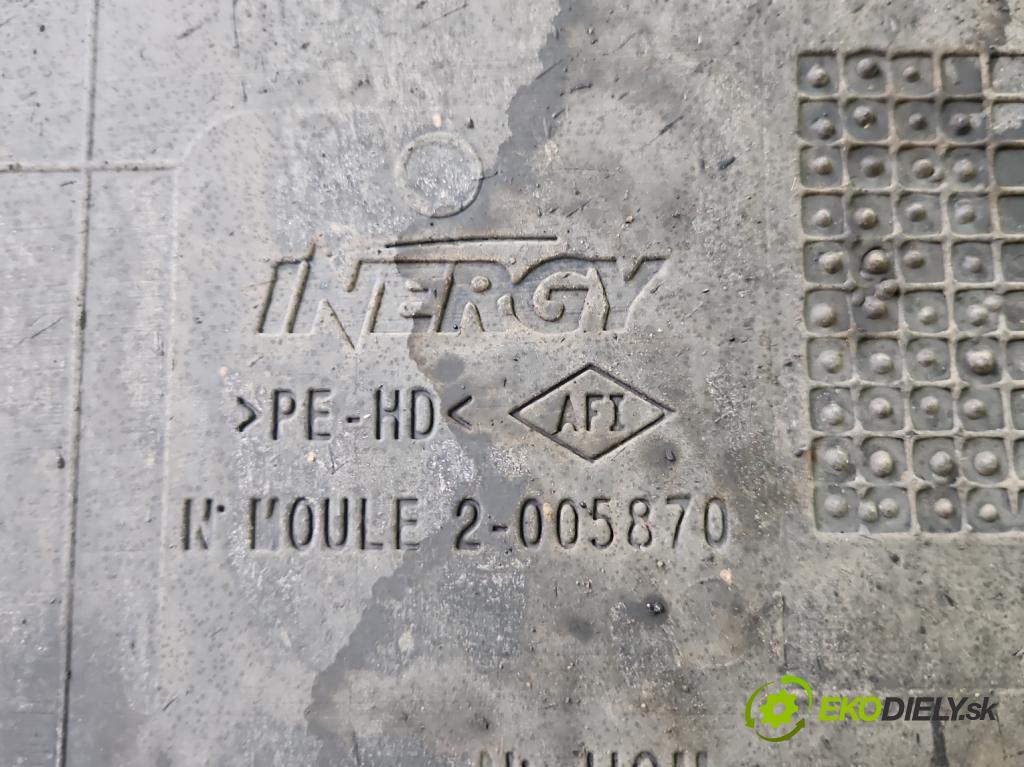 INERGY
>PE-HD< AFI
N° MOULE 2-005870
EKODIELY.sk